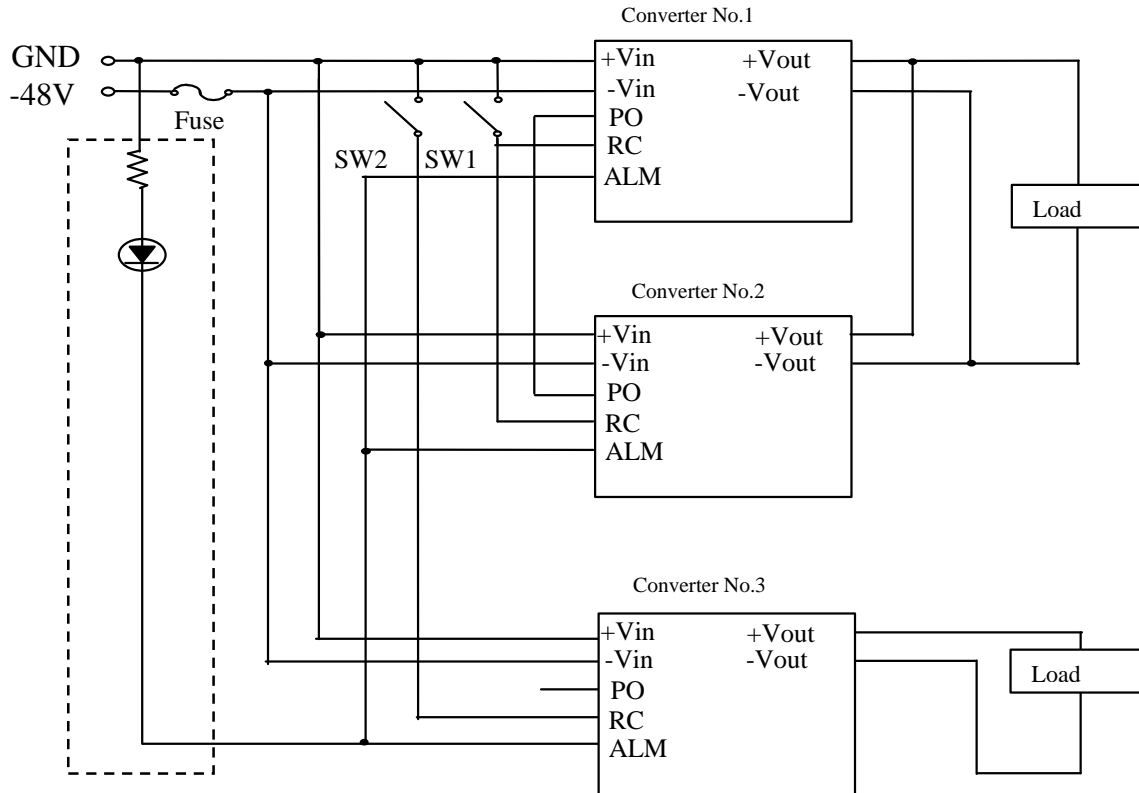 Converter No.1
GND
-48V
Fuse
SW2
SW1
+Vin
-Vin
PO
RC
ALM
+Vout
-Vout
Load
Converter No.2
+Vin
-Vin
PO
RC
ALM
+Vout
-Vout
Converter No.3
+Vin
-Vin
PO
RC
ALM
+Vout
-Vout
Load